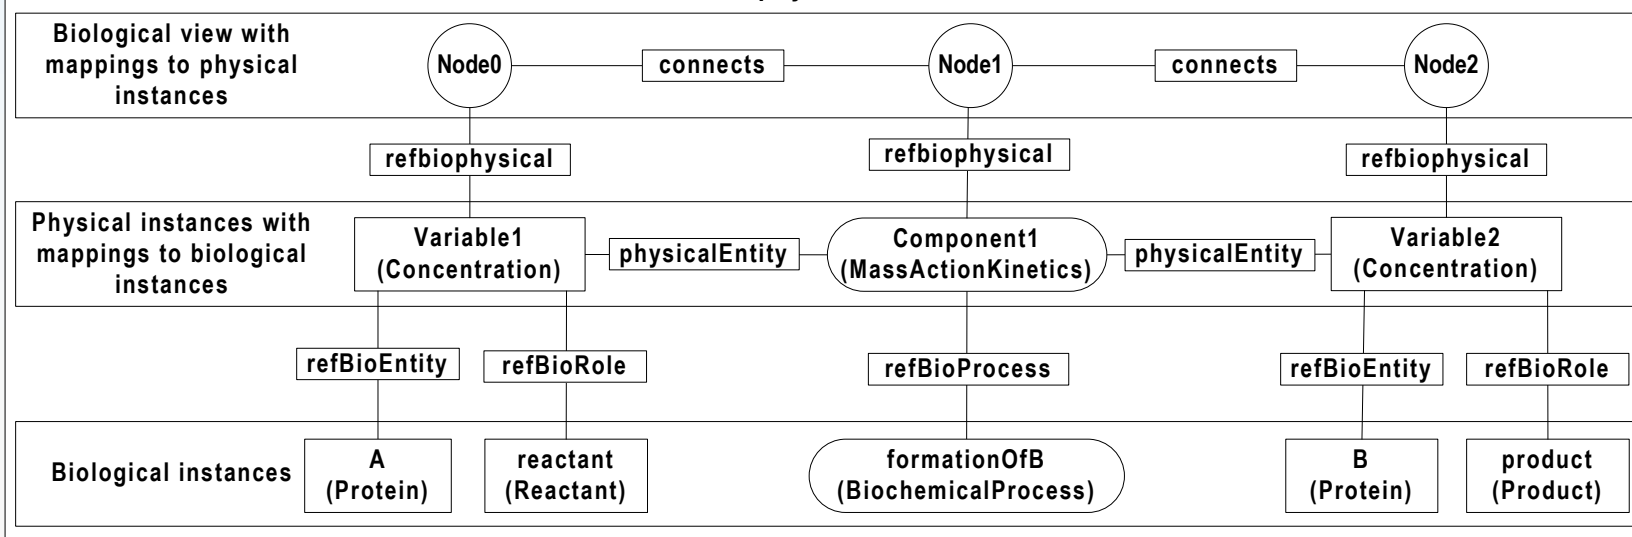 Biological view with
mappings to physical
instances
Node0
connects
Node1
connects
Node2
refbiophysical
refbiophysical
refbiophysical
Physical instances with
mappings to biological
instances
Variable1
(Concentration)
physicalEntity
Component1
(MassActionKinetics)
physicalEntity
Variable2
(Concentration)
refBioEntity
refBioRole
refBioProcess
refBioEntity
refBioRole
Biological instances
A
(Protein)
reactant
(Reactant)
formationOfB
(BiochemicalProcess)
B
(Protein)
product
(Product)